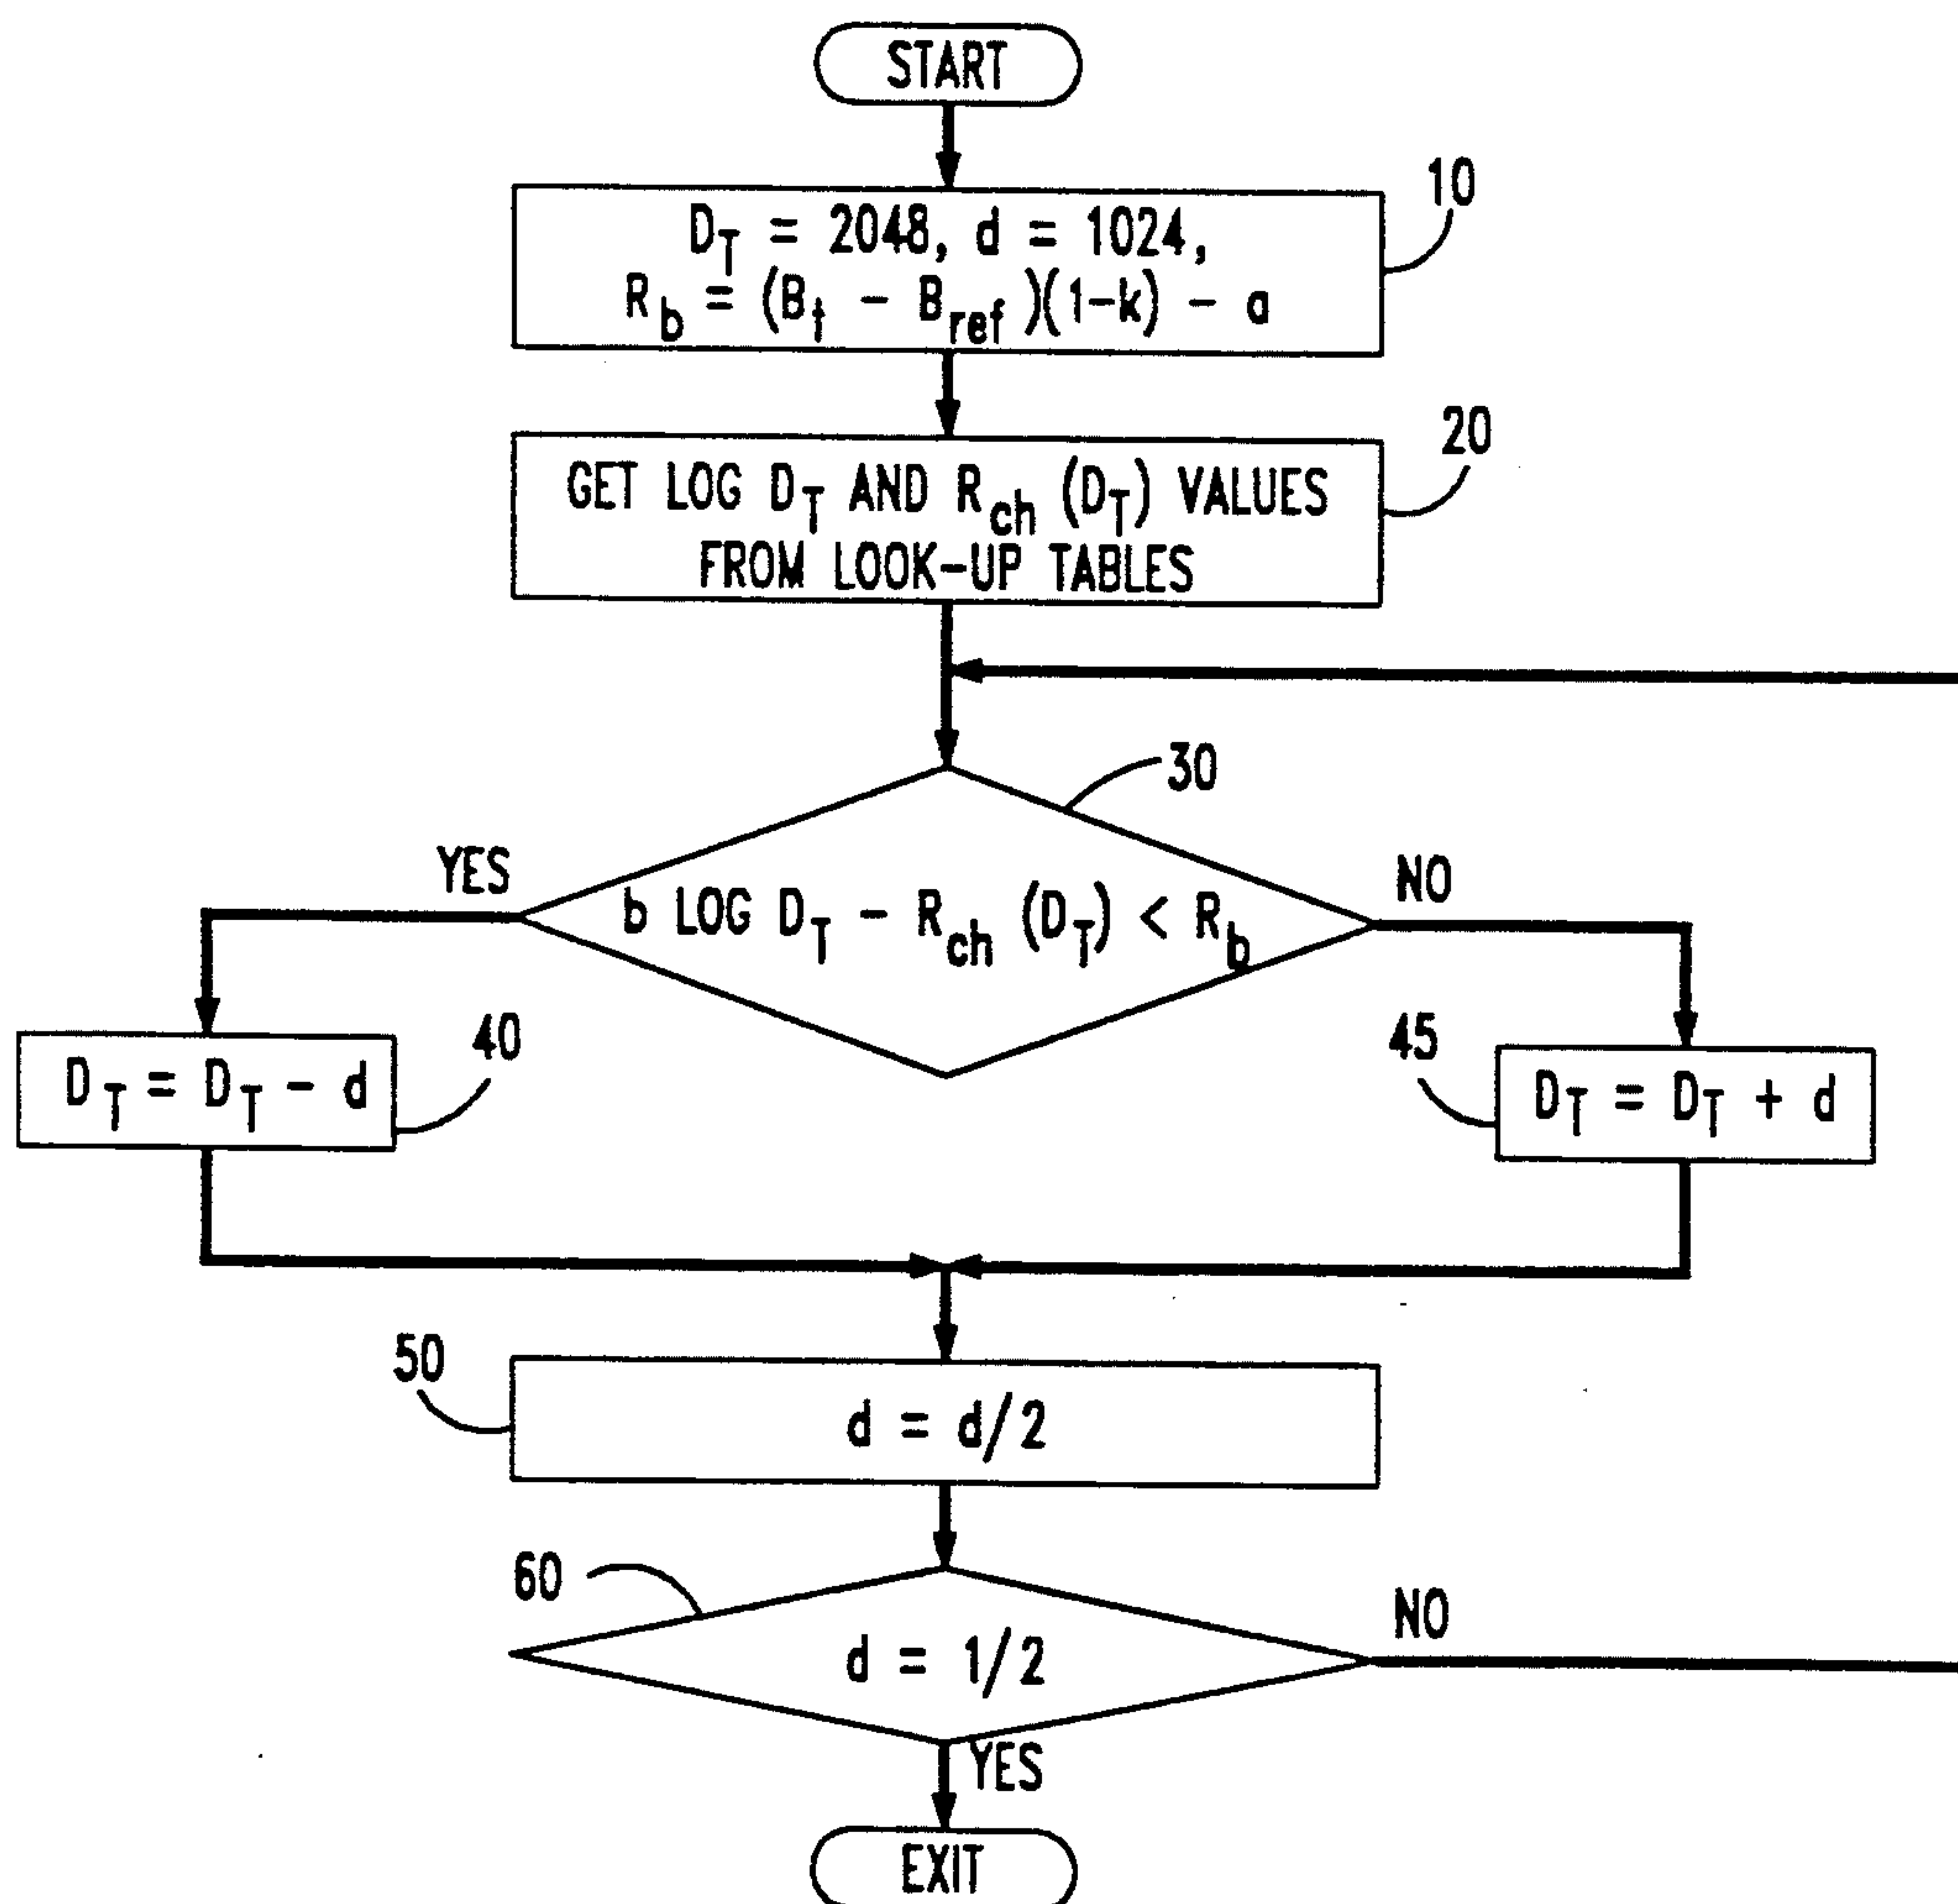 START
10
D_T = 2048, d = 1024,
R_b = (B_f - B_ref)(1-k) - a
20
GET LOG D_T AND R_ch (D_T) VALUES
FROM LOOK-UP TABLES
30
YES
NO
b LOG D_T - R_ch (D_T) < R_b
40
D_T = D_T - d
45
D_T = D_T + d
50
d = d/2
60
NO
d = 1/2
YES
EXIT